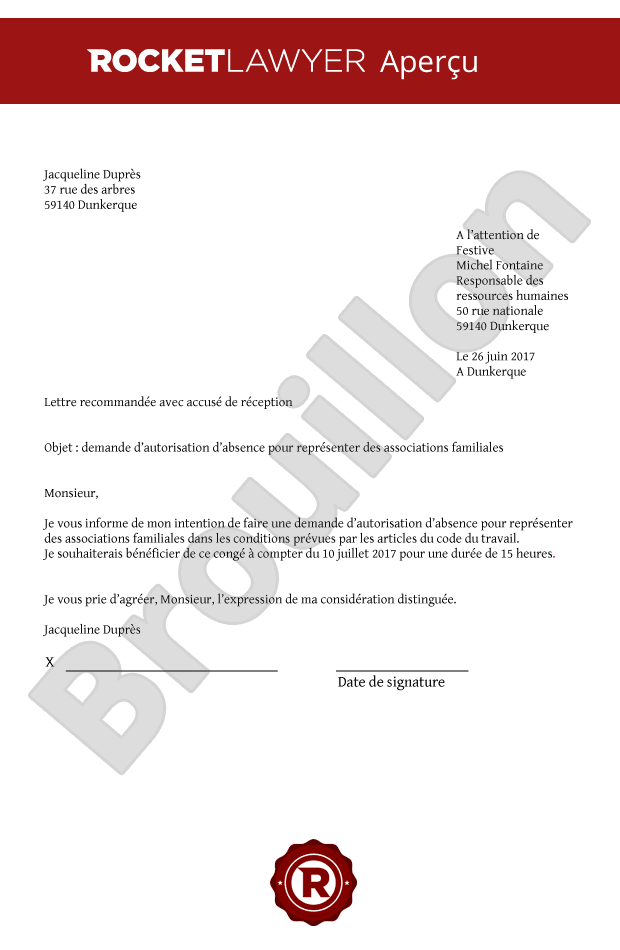 ROCKETLAWYER Aperçu
Jacqueline Duprès
37 rue des arbres
59140 Dunkerque
A l'attention de
Festive
Michel Fontaine
Responsable des
ressources humaines
50 rue nationale
59140 Dunkerque
Le 26 juin 2017
A Dunkerque
Lettre recommandée avec accusé de réception
Objet : demande d'autorisation d'absence pour représenter des associations familiales
Monsieur,
Je vous informe de mon intention de faire une demande d'autorisation d'absence pour représenter
des associations familiales dans les conditions prévues par les articles du code du travail.
Je souhaiterais bénéficier de ce congé à compter du 10 juillet 2017 pour une durée de 15 heures.
Je vous prie d'agréer, Monsieur, l'expression de ma considération distinguée.
Jacqueline Duprès
X
Date de signature
Brouillon
R